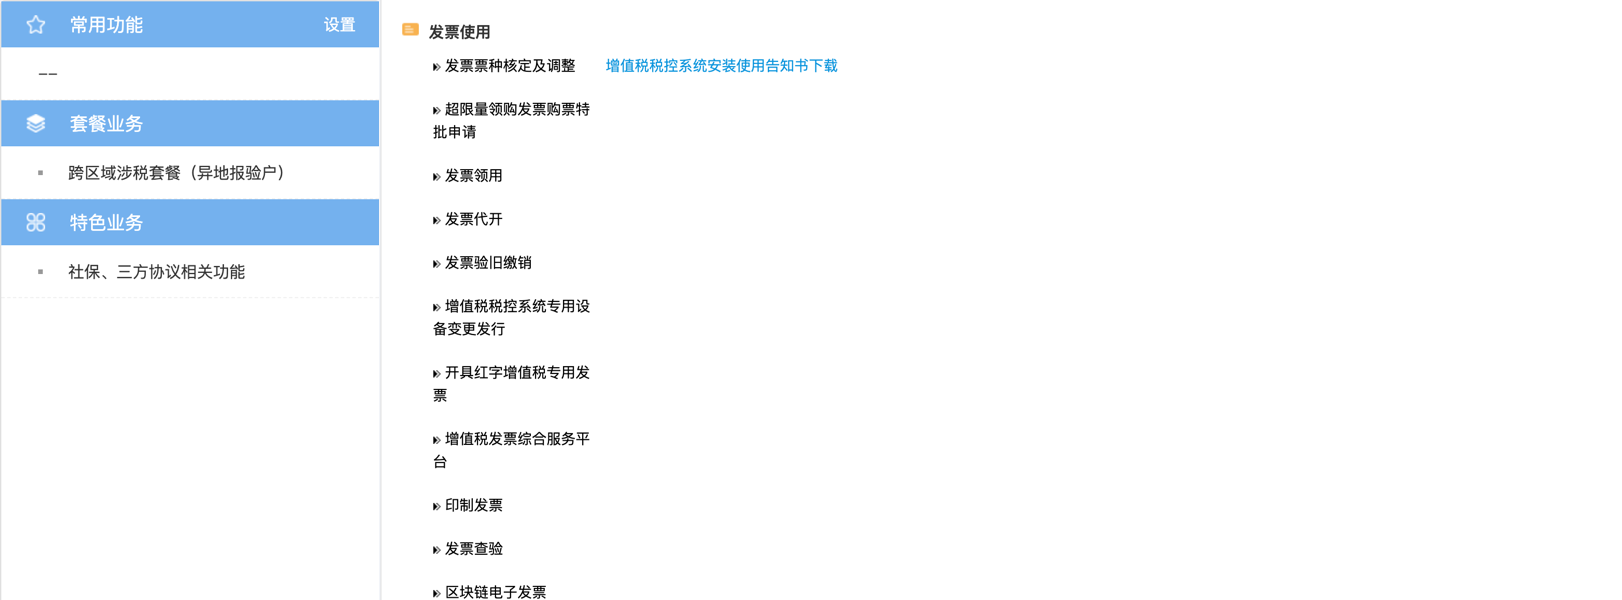 常用功能 设置
——
套餐业务
跨区域涉税套餐（异地报验户）
特色业务
社保、三方协议相关功能
发票使用
发票票种核定及调整 增值税税控系统安装使用告知书下载
超限量领购发票购票特
批申请
发票领用
发票代开
发票验旧缴销
增值税税控系统专用设
备变更发行
开具红字增值税专用发
票
增值税发票综合服务平
台
印制发票
发票查验
区块链电子发票